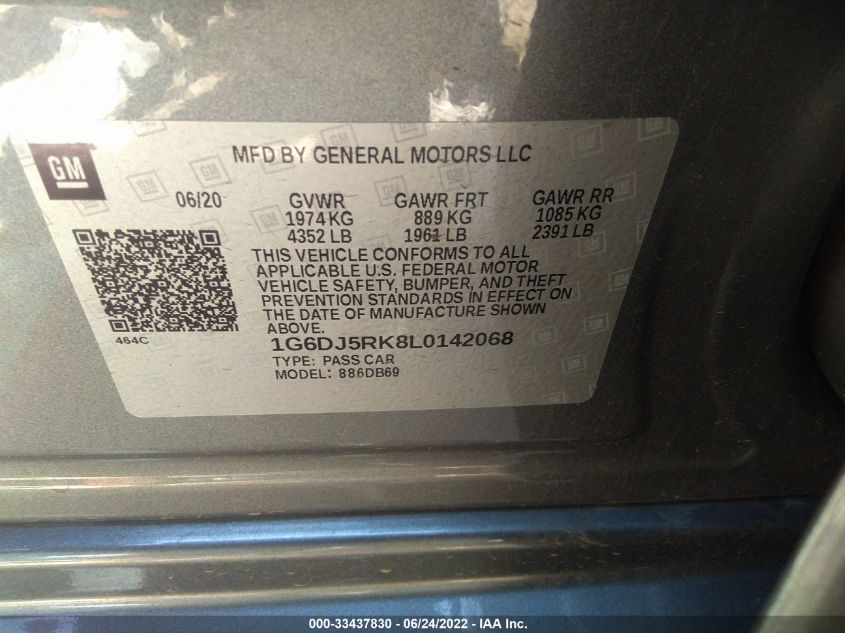 GM
MFD BY GENERAL MOTORS LLC
06/20 GVWR GAWR FRT GAWR RR
1974 KG 889 KG 1085 KG
4352 LB 1961 LB 2391 LB
THIS VEHICLE CONFORMS TO ALL
APPLICABLE U.S. FEDERAL MOTOR
VEHICLE SAFETY, BUMPER, AND THEFT
PREVENTION STANDARDS IN EFFECT ON
THE DATE OF MANUFACTURE SHOWN
ABOVE.
464C
1G6DJ5RK8L0142068
TYPE: PASS CAR
MODEL: 886DB69
000-33437830 - 06/24/2022 - IAA Inc.